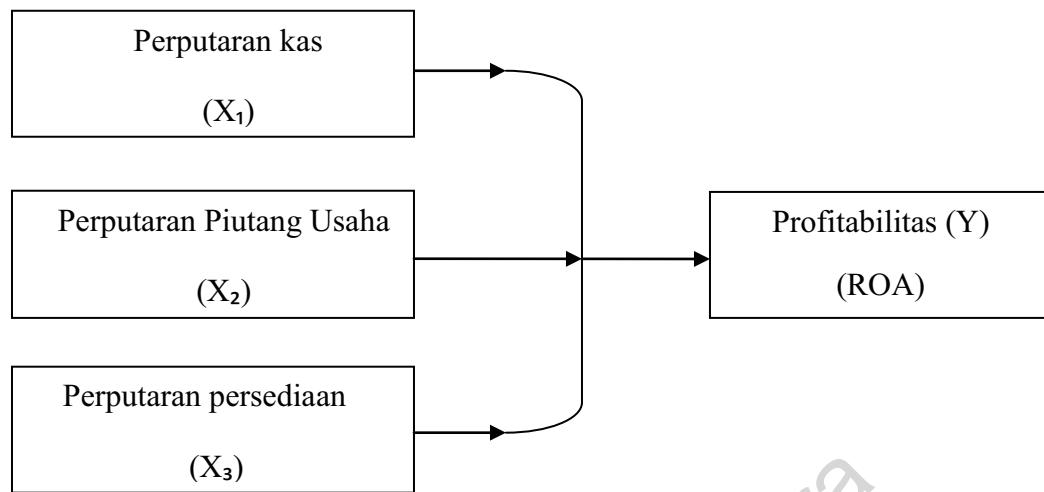 Perputaran kas
(X₁)
Perputaran Piutang Usaha
(X₂)
Perputaran persediaan
(X₃)
Profitabilitas (Y)
(ROA)